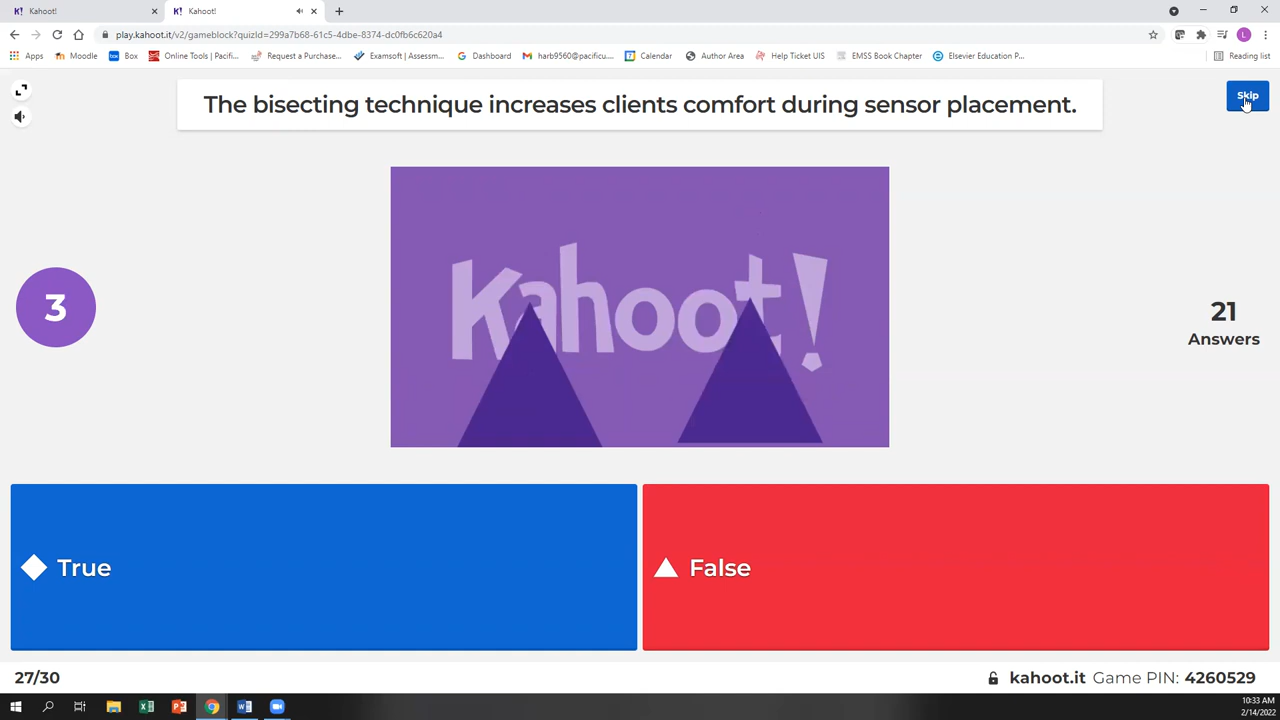 Kahoot!
Kahoot!
play.kahoot.it/v2/gameblock?quizId=299a7b68-61c5-4dbe-8374-dc0fb6c620a4
Apps Moodle Box Online Tools | Pacifi... Request a Purchase... Examsoft | Assessm... Dashboard harb9560@pacificu... Calendar Author Area Help Ticket UIS EMSS Book Chapter Elsevier Education P... Reading list
The bisecting technique increases clients comfort during sensor placement.
Skip
Kahoot!
3
21
Answers
True
False
27/30
kahoot.it Game PIN: 4260529
10:33 AM
2/14/2022